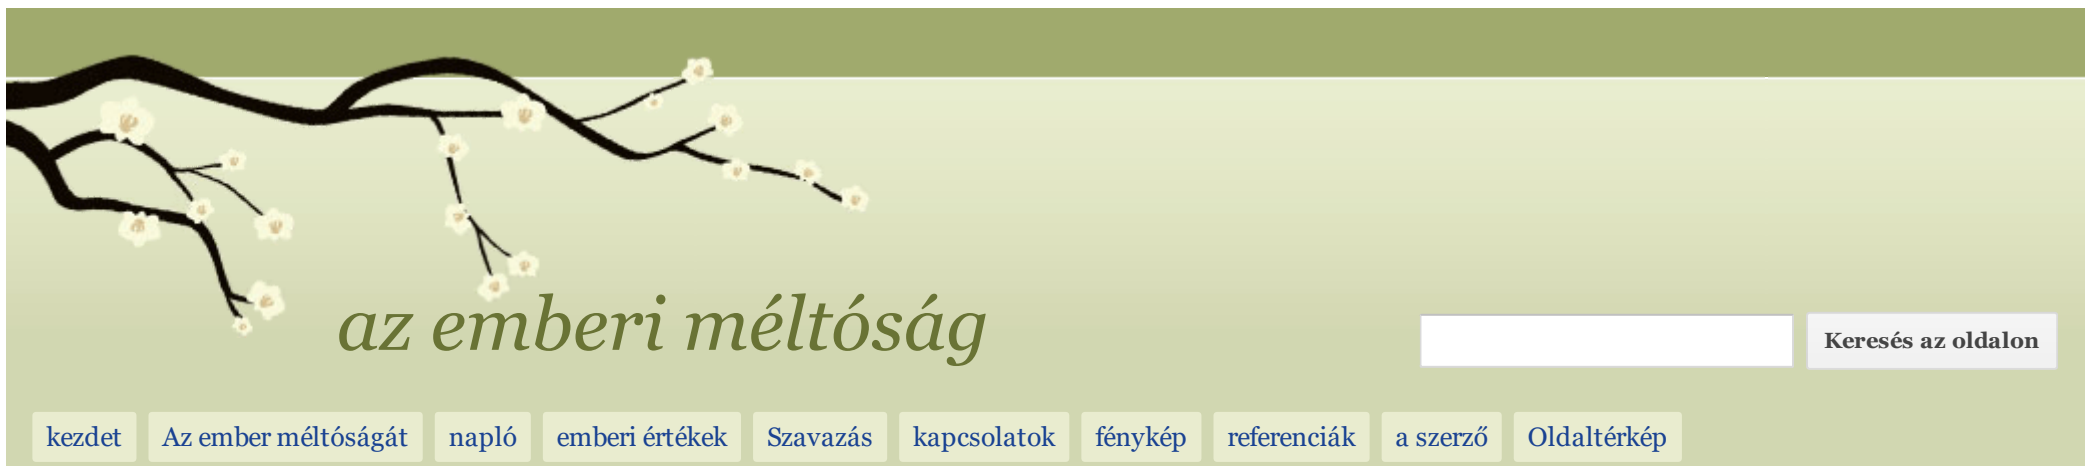 az emberi méltóság
Keresés az oldalon
kezdet Az ember méltóságát napló emberi értékek Szavazás kapcsolatok fénykép referenciák a szerző Oldaltérkép